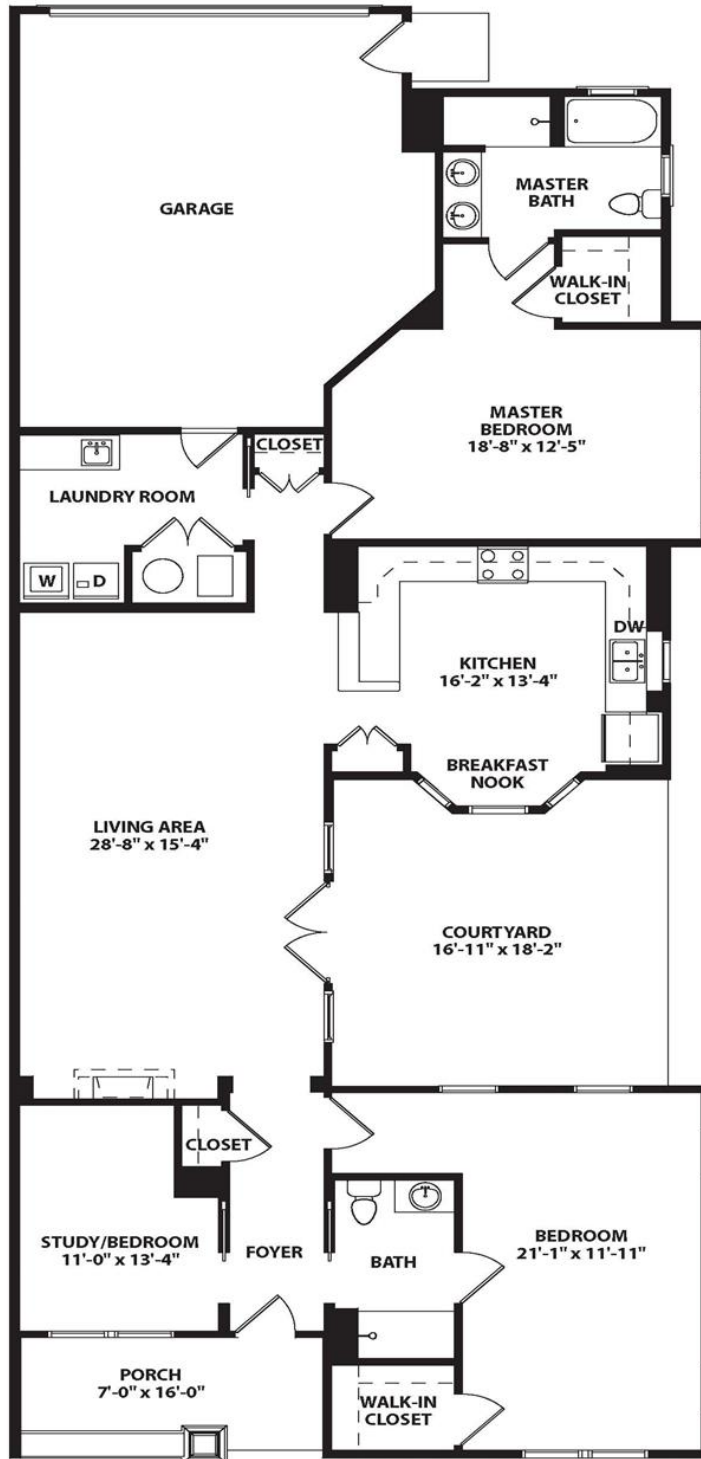 GARAGE
MASTER
BATH
WALK-IN
CLOSET
MASTER
BEDROOM
18'-8" x 12'-5"
CLOSET
LAUNDRY ROOM
W
D
DW
KITCHEN
16'-2" x 13'-4"
BREAKFAST
NOOK
LIVING AREA
28'-8" x 15'-4"
COURTYARD
16'-11" x 18'-2"
CLOSET
STUDY/BEDROOM
11'-0" x 13'-4"
FOYER
BATH
BEDROOM
21'-1" x 11'-11"
PORCH
7'-0" x 16'-0"
WALK-IN
CLOSET